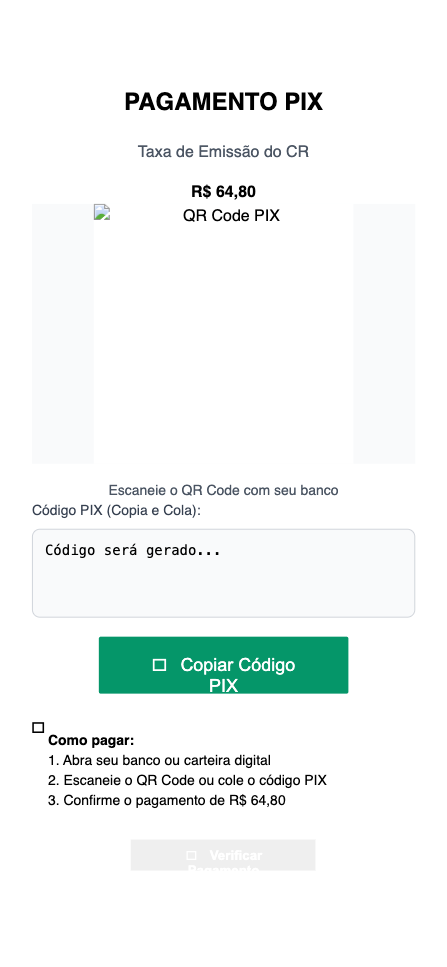 PAGAMENTO PIX
Taxa de Emissão do CR
R$ 64,80
QR Code PIX
Escaneie o QR Code com seu banco
Código PIX (Copia e Cola):
Código será gerado...
Copiar Código
PIX
Como pagar:
1. Abra seu banco ou carteira digital
2. Escaneie o QR Code ou cole o código PIX
3. Confirme o pagamento de R$ 64,80
Verificar
Pagamento